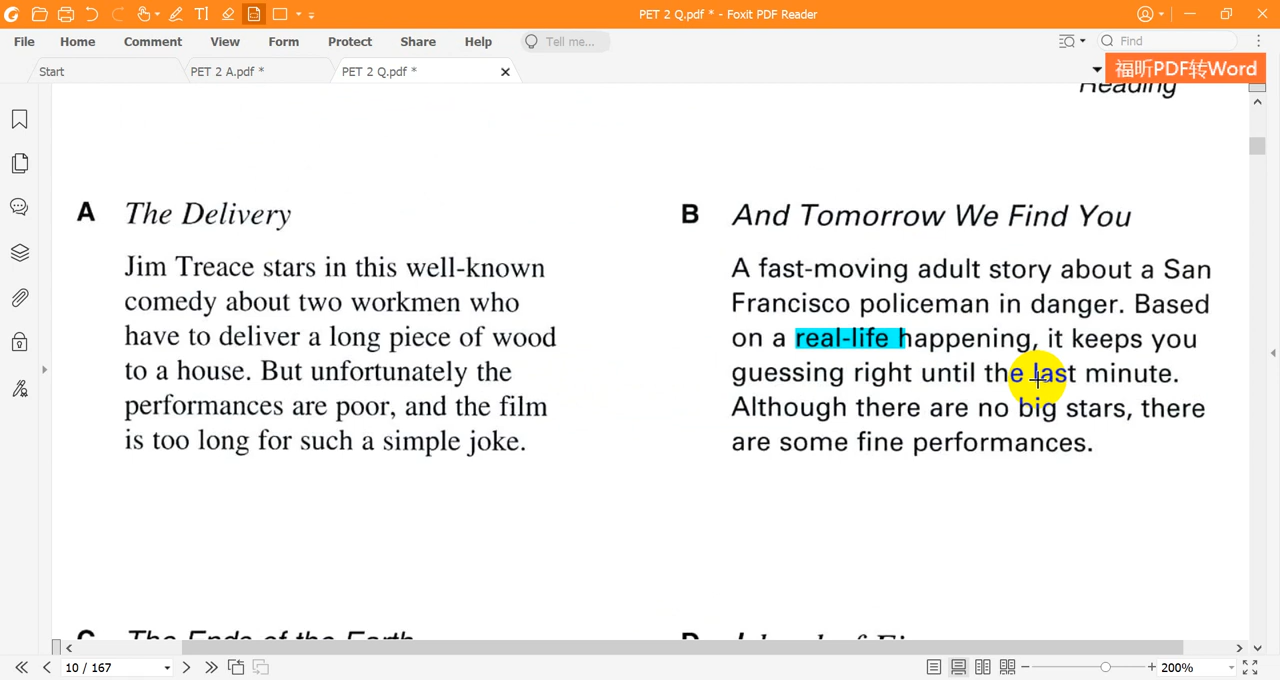 PET 2 Q.pdf * - Foxit PDF Reader
File Home Comment View Form Protect Share Help Tell me... Find
Start PET 2 A.pdf * PET 2 Q.pdf * 福昕PDF转Word
Reading
A The Delivery
Jim Treace stars in this well-known
comedy about two workmen who
have to deliver a long piece of wood
to a house. But unfortunately the
performances are poor, and the film
is too long for such a simple joke.
B And Tomorrow We Find You
A fast-moving adult story about a San
Francisco policeman in danger. Based
on a real-life happening, it keeps you
guessing right until the last minute.
Although there are no big stars, there
are some fine performances.
C The Ends of the Earth
D
10 / 167 200%